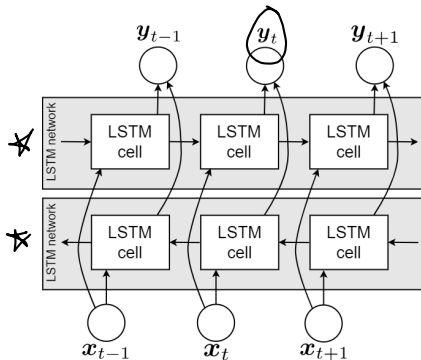 y_{t-1} y_t y_{t+1}
LSTM network
LSTM cell LSTM cell LSTM cell
LSTM network
LSTM cell LSTM cell LSTM cell
x_{t-1} x_t x_{t+1}